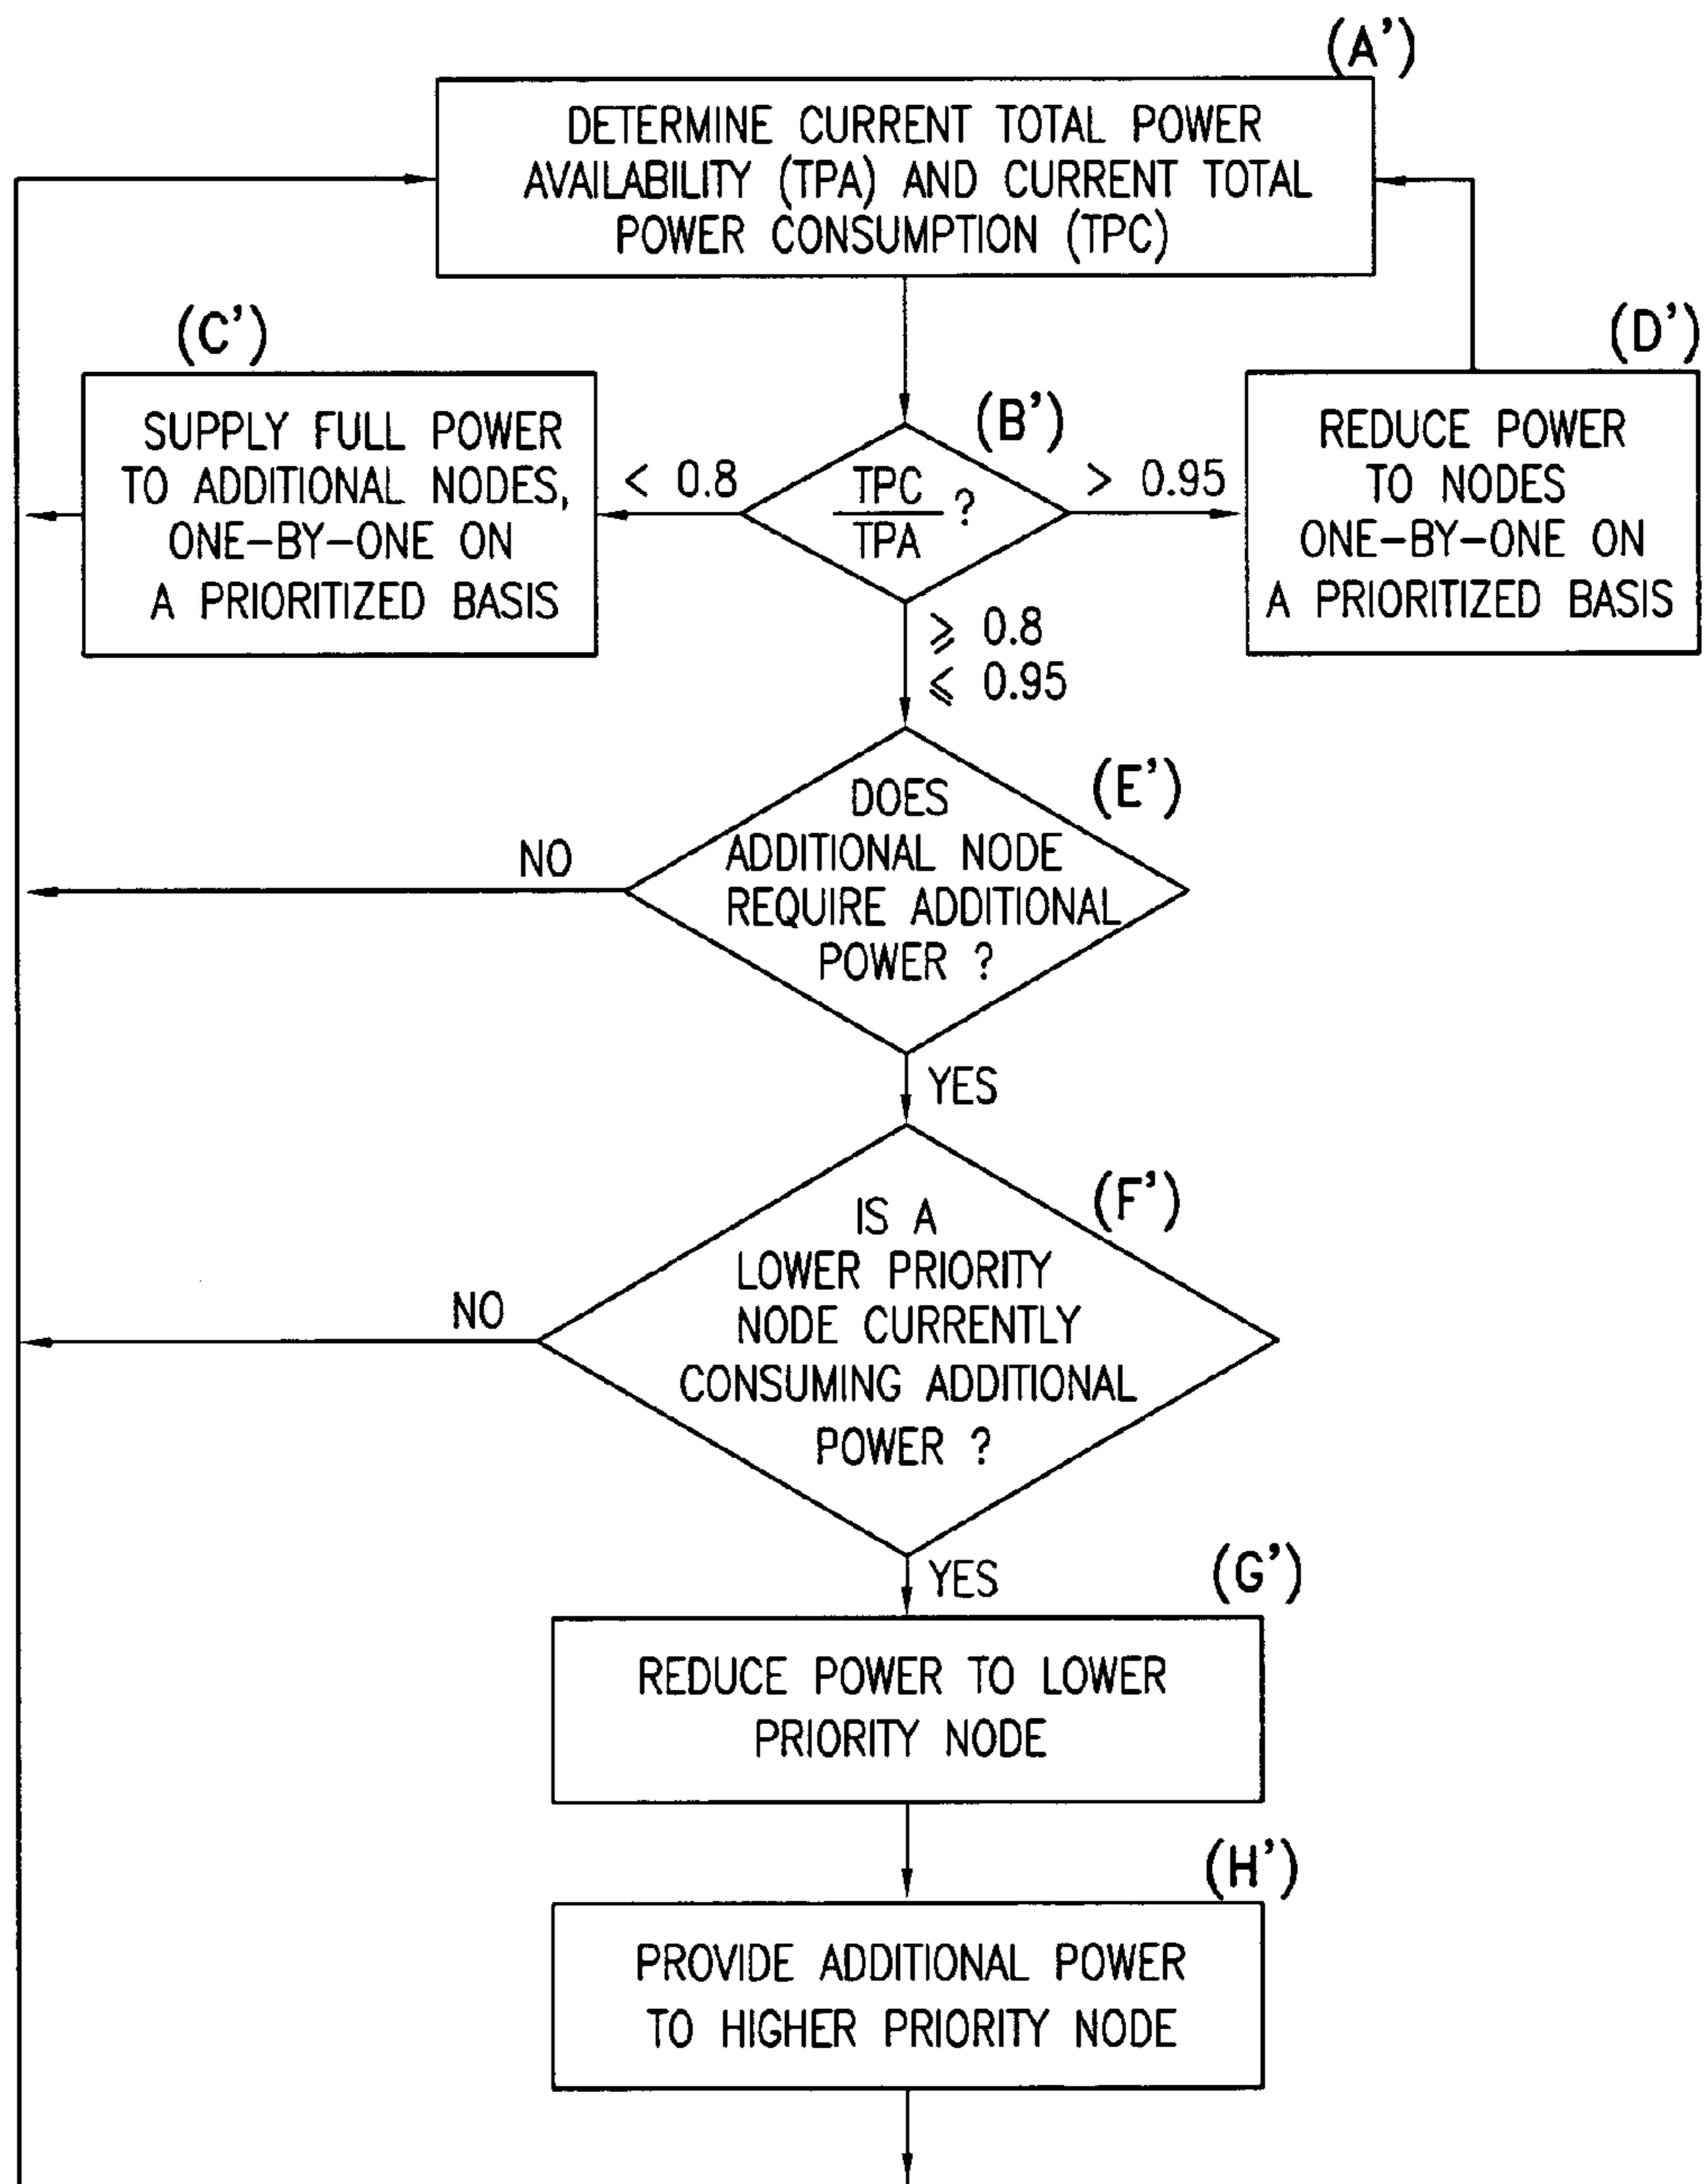 (A')
DETERMINE CURRENT TOTAL POWER
AVAILABILITY (TPA) AND CURRENT TOTAL
POWER CONSUMPTION (TPC)
(C')
SUPPLY FULL POWER
TO ADDITIONAL NODES,
ONE-BY-ONE ON
A PRIORITIZED BASIS
< 0.8
(B')
TPC
TPA
?
> 0.95
(D')
REDUCE POWER
TO NODES
ONE-BY-ONE ON
A PRIORITIZED BASIS
⩾ 0.8
⩽ 0.95
(E')
DOES
ADDITIONAL NODE
REQUIRE ADDITIONAL
POWER ?
NO
YES
(F')
IS A
LOWER PRIORITY
NODE CURRENTLY
CONSUMING ADDITIONAL
POWER ?
NO
YES
(G')
REDUCE POWER TO LOWER
PRIORITY NODE
(H')
PROVIDE ADDITIONAL POWER
TO HIGHER PRIORITY NODE